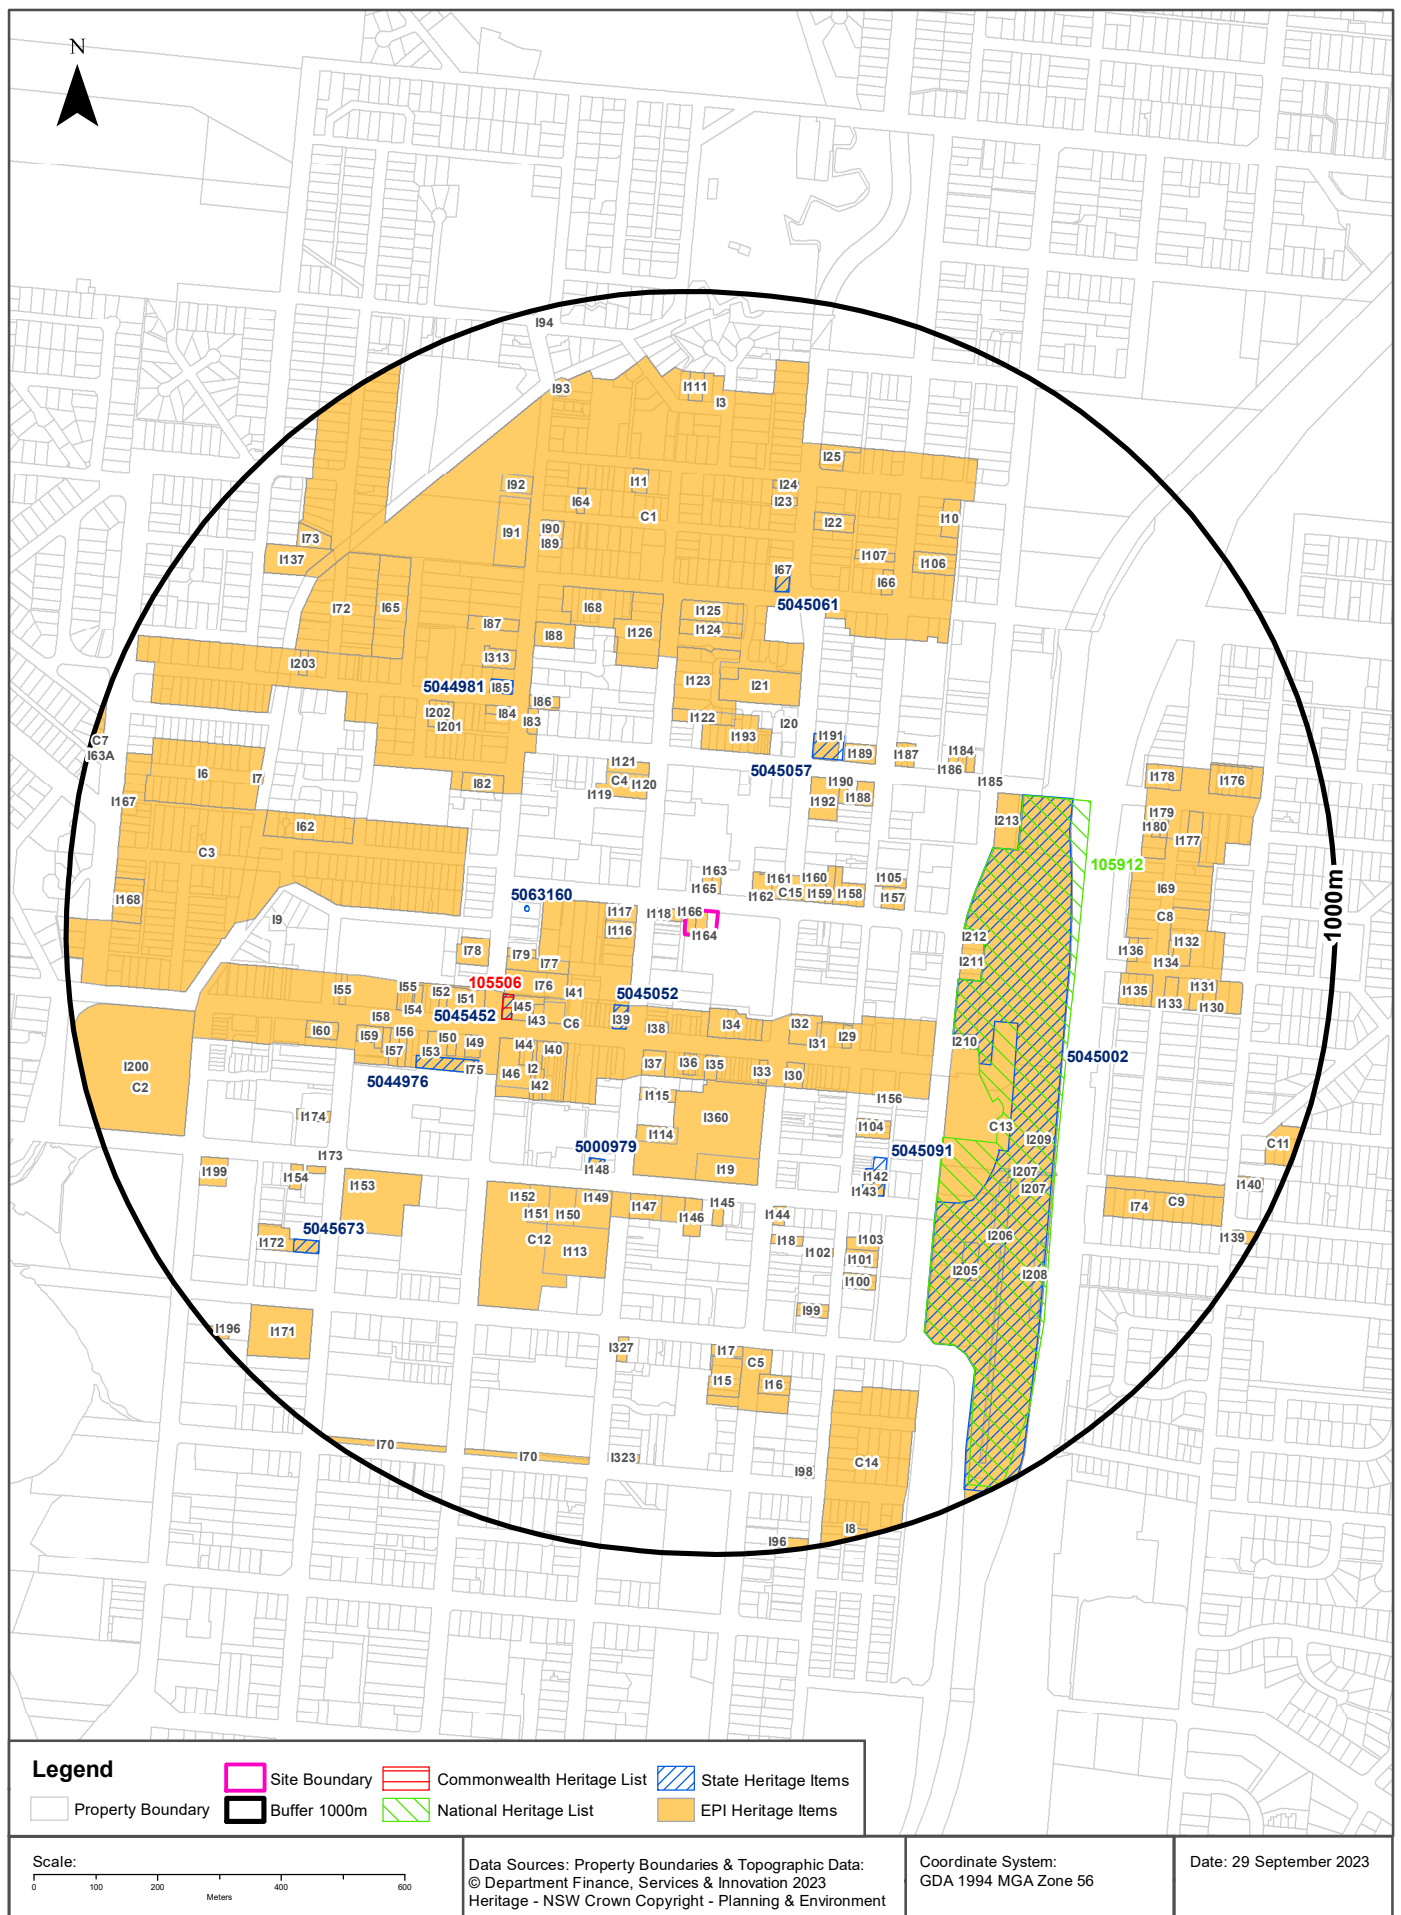 N
I94
I93
I111
I3
I25
I92
I11
I24
I64
I23
C1
I22
I10
I91
I90
I89
I73
I137
I107
I106
I67
I66
5045061
I72
I65
I68
I125
I87
I124
I88
I126
I203
I313
5044981
I85
I123
I21
I86
I202
I84
I201
I83
I122
I20
I193
C7
I63A
I191
I189
I187
I184
I186
I185
5045057
I6
I7
I121
C4
I120
I119
I82
I190
I188
I192
I178
I176
I167
I62
I213
I179
I180
I177
C3
105912
I163
I165
I161
I160
I105
C15
I162
I159
I158
I157
I69
I168
5063160
I9
I117
I118
I166
I116
I164
C8
I212
I132
I136
I78
I79
I77
I211
I134
105506
I76
I55
I55
I52
I51
I41
5045052
I135
I131
I133
I130
I54
I45
5045452
I43
C6
I39
I38
I34
I32
I58
I60
I59
I56
I57
I53
I50
I49
I44
I40
I31
I29
I210
5045002
1000m
I200
C2
5044976
I75
I46
I2
I42
I37
I36
I35
I33
I30
I115
I156
I174
I360
I104
C13
I114
5000979
I209
C11
5045091
I148
I19
I142
I143
I173
I199
I154
I153
I207
I207
I140
I152
I149
I147
I145
I74
C9
I151
I150
I146
I144
5045673
I172
C12
I113
I18
I102
I103
I101
I206
I139
I205
I208
I100
I99
I196
I171
I327
I17
C5
I15
I16
I70
I70
I323
I98
C14
I8
I96
Legend
Site Boundary
Commonwealth Heritage List
State Heritage Items
Property Boundary
Buffer 1000m
National Heritage List
EPI Heritage Items
Scale:
0 100 200 400 600
Meters
Data Sources: Property Boundaries & Topographic Data:
© Department Finance, Services & Innovation 2023
Heritage - NSW Crown Copyright - Planning & Environment
Coordinate System:
GDA 1994 MGA Zone 56
Date: 29 September 2023